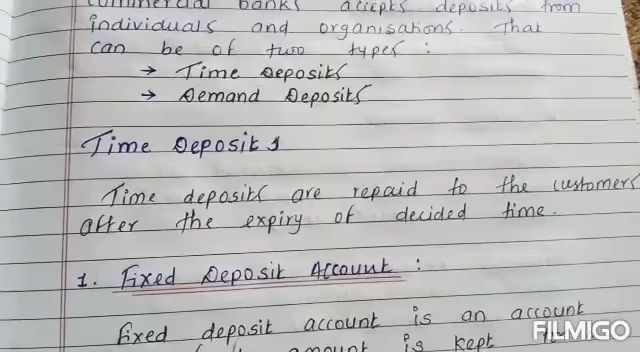 commercial banks accepts deposits from
individuals and organisations. That
can be of two types :
→ Time Deposits
→ Demand Deposits
Time Deposits
Time deposits are repaid to the customers
after the expiry of decided time.
1. Fixed Deposit Account :
Fixed deposit account is an account
amount is kept
FILMIGO